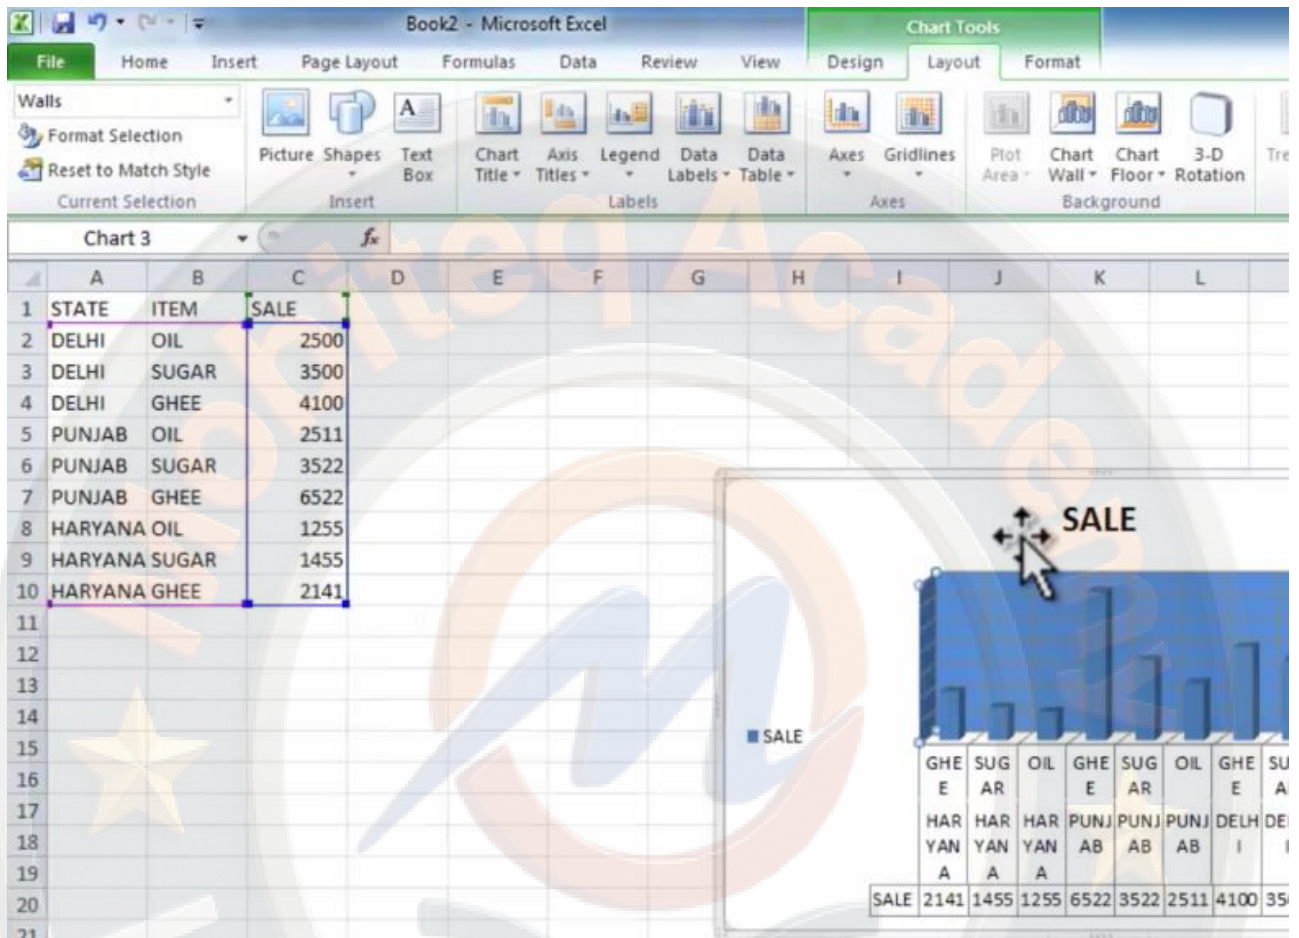 Book2 - Microsoft Excel
Chart Tools
File Home Insert Page Layout Formulas Data Review View Design Layout Format
Walls
Format Selection
Reset to Match Style
Current Selection
Picture Shapes Text Box
Insert
Chart Title Axis Titles Legend Data Labels Data Table
Labels
Axes Gridlines
Axes
Plot Area Chart Wall Chart Floor 3-D Rotation
Background
Chart 3 fx
A B C D E F G H I J K L
1 STATE ITEM SALE
2 DELHI OIL 2500
3 DELHI SUGAR 3500
4 DELHI GHEE 4100
5 PUNJAB OIL 2511
6 PUNJAB SUGAR 3522
7 PUNJAB GHEE 6522
8 HARYANA OIL 1255
9 HARYANA SUGAR 1455
10 HARYANA GHEE 2141
11
12
13
14
15
16
17
18
19
20
21
SALE
SALE
GHE SUG OIL GHE SUG OIL GHE SU
E AR E AR E A
HAR HAR HAR PUNJ PUNJ PUNJ DELH DE
YAN YAN YAN AB AB AB I I
A A A
SALE 2141 1455 1255 6522 3522 2511 4100 35
Mohiteq Academy